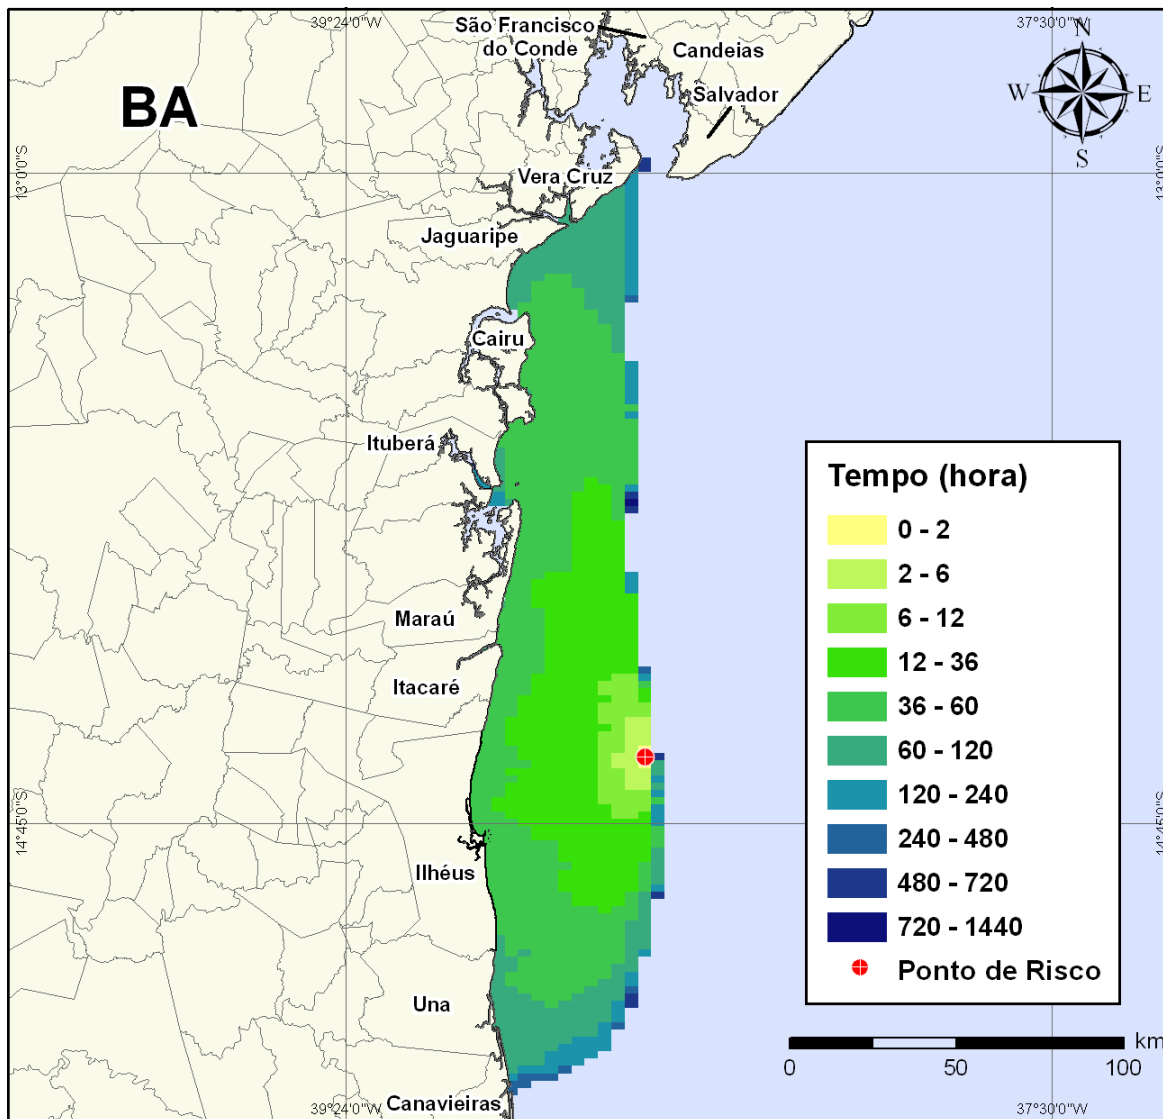 39°24'0"W
37°30'0"W
São Francisco
do Conde
Candeias
BA
Salvador
N
W
E
S
13°0'0"S
13°0'0"S
Vera Cruz
Jaguaripe
Cairu
Ituberá
Tempo (hora)
0 - 2
2 - 6
6 - 12
12 - 36
36 - 60
60 - 120
120 - 240
240 - 480
480 - 720
720 - 1440
Ponto de Risco
Maraú
Itacaré
14°45'0"S
14°45'0"S
Ilhéus
Una
km
0
50
100
Canavieiras
39°24'0"W
37°30'0"W